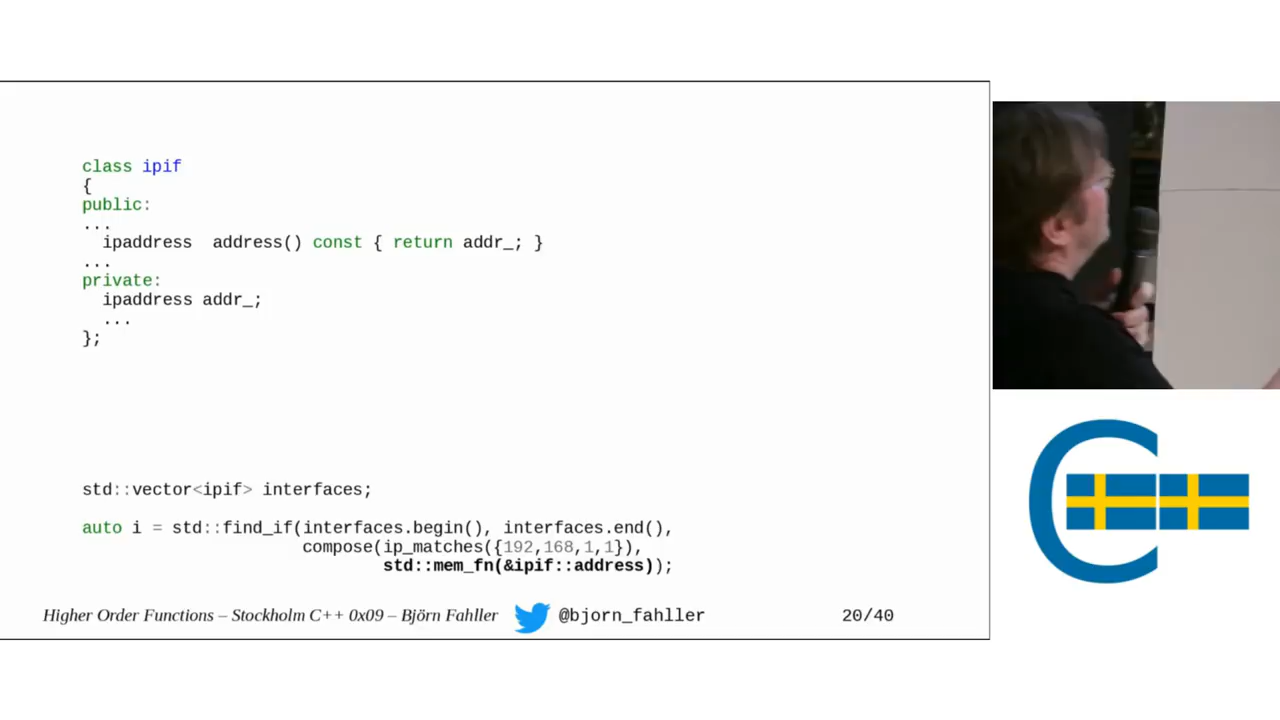 class ipif
{
public:
...
  ipaddress  address() const { return addr_; }
...
private:
  ipaddress addr_;
  ...
};
std::vector<ipif> interfaces;
auto i = std::find_if(interfaces.begin(), interfaces.end(),
                      compose(ip_matches({192,168,1,1}),
                              std::mem_fn(&ipif::address));
Higher Order Functions – Stockholm C++ 0x09 – Björn Fahller @bjorn_fahller 20/40
C